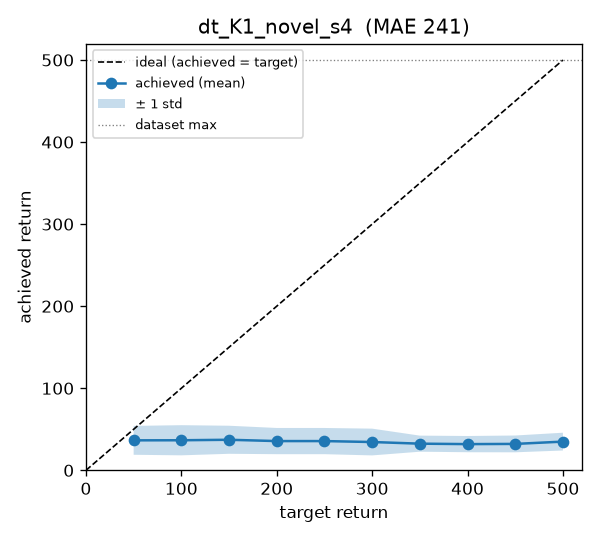 dt_K1_novel_s4  (MAE 241)
ideal (achieved = target)
achieved (mean)
± 1 std
dataset max
500
400
300
200
100
0
achieved return
0 100 200 300 400 500
target return